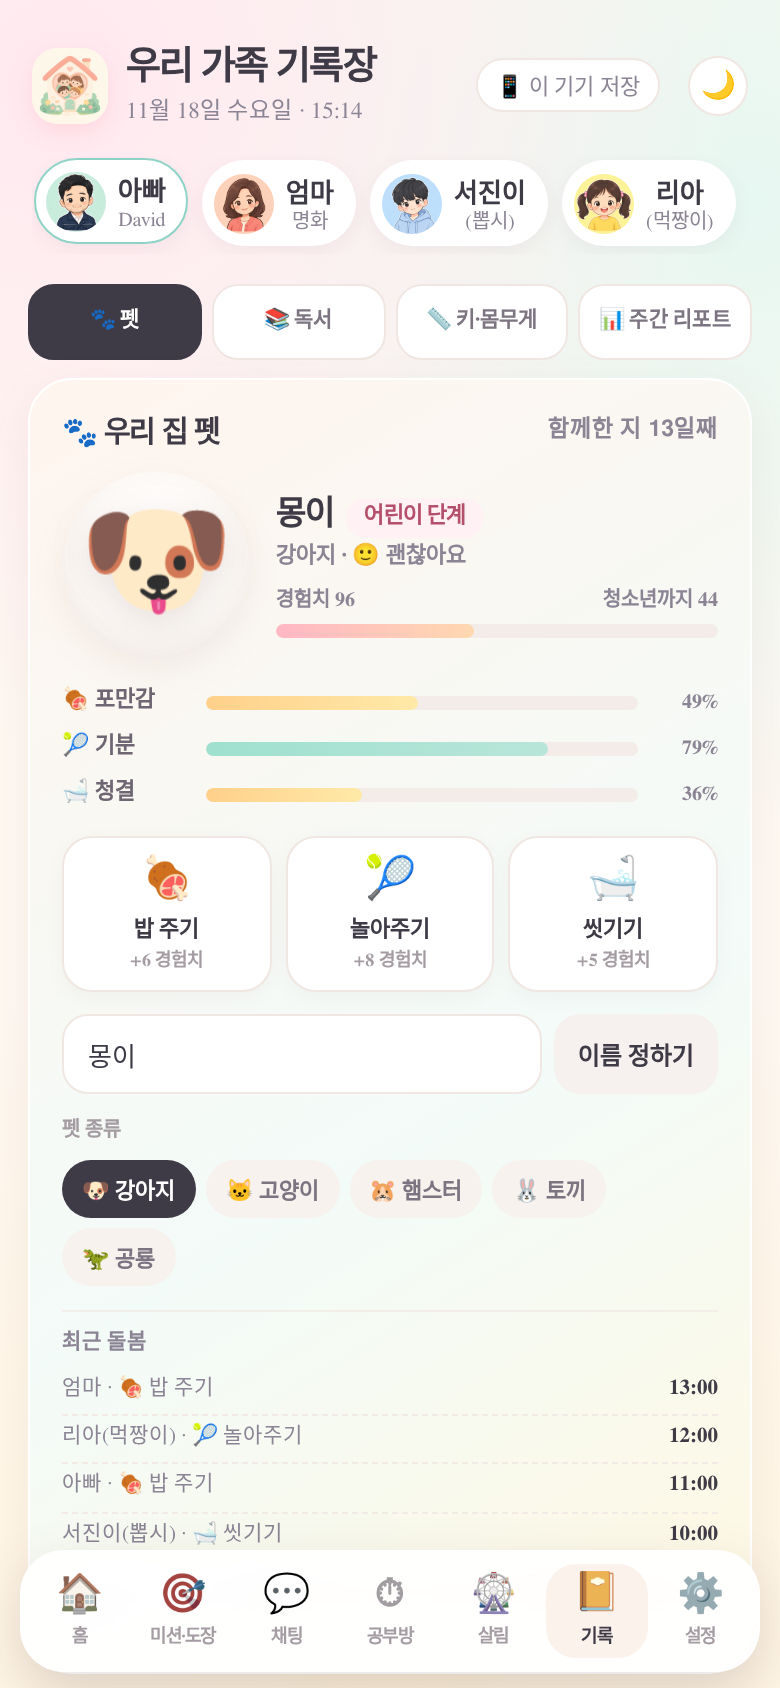 우리 가족 기록장
11월 18일 수요일 · 15:14
이 기기 저장
아빠
David
엄마
명화
서진이
(뽑시)
리아
(먹짱이)
펫
독서
키·몸무게
주간 리포트
우리 집 펫
함께한 지 13일째
몽이
어린이 단계
강아지 · 괜찮아요
경험치 96
청소년까지 44
포만감
49%
기분
79%
청결
36%
밥 주기
+6 경험치
놀아주기
+8 경험치
씻기기
+5 경험치
몽이
이름 정하기
펫 종류
강아지
고양이
햄스터
토끼
공룡
최근 돌봄
엄마 · 밥 주기
13:00
리아(먹짱이) · 놀아주기
12:00
아빠 · 밥 주기
11:00
서진이(뽑시) · 씻기기
10:00
홈
미션·도장
채팅
공부방
살림
기록
설정